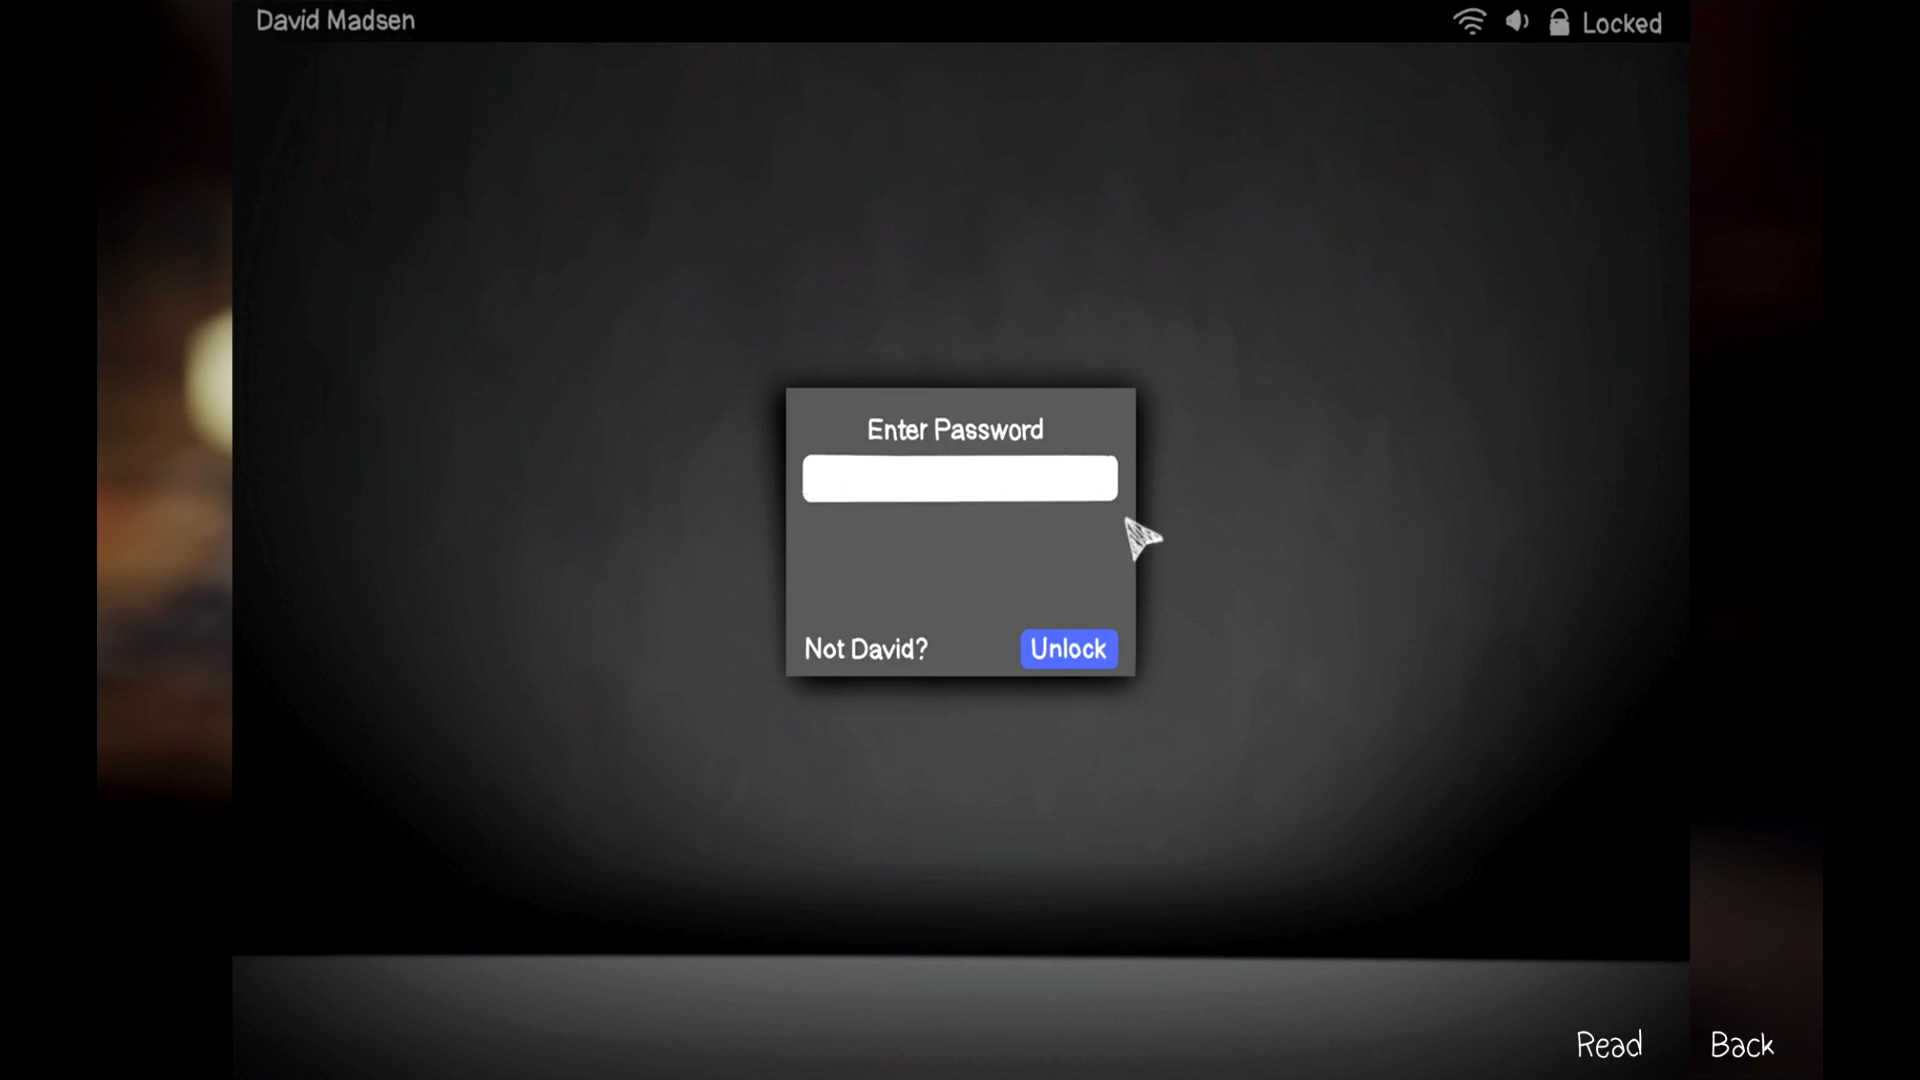 David Madsen
Locked
Enter Password
Not David?
Unlock
Read
Back